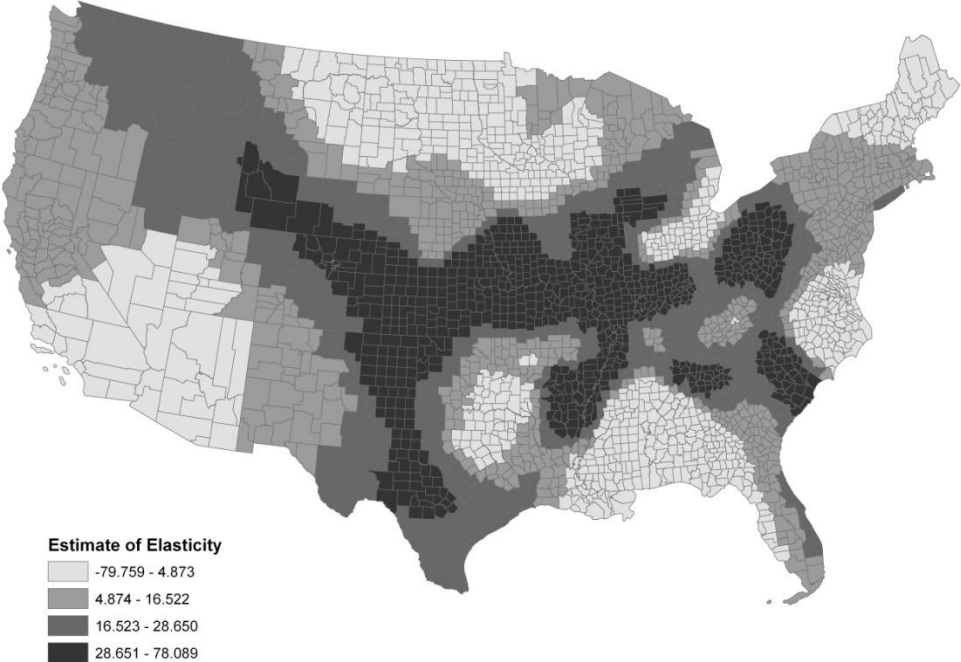 Estimate of Elasticity
-79.759 - 4.873
4.874 - 16.522
16.523 - 28.650
28.651 - 78.089